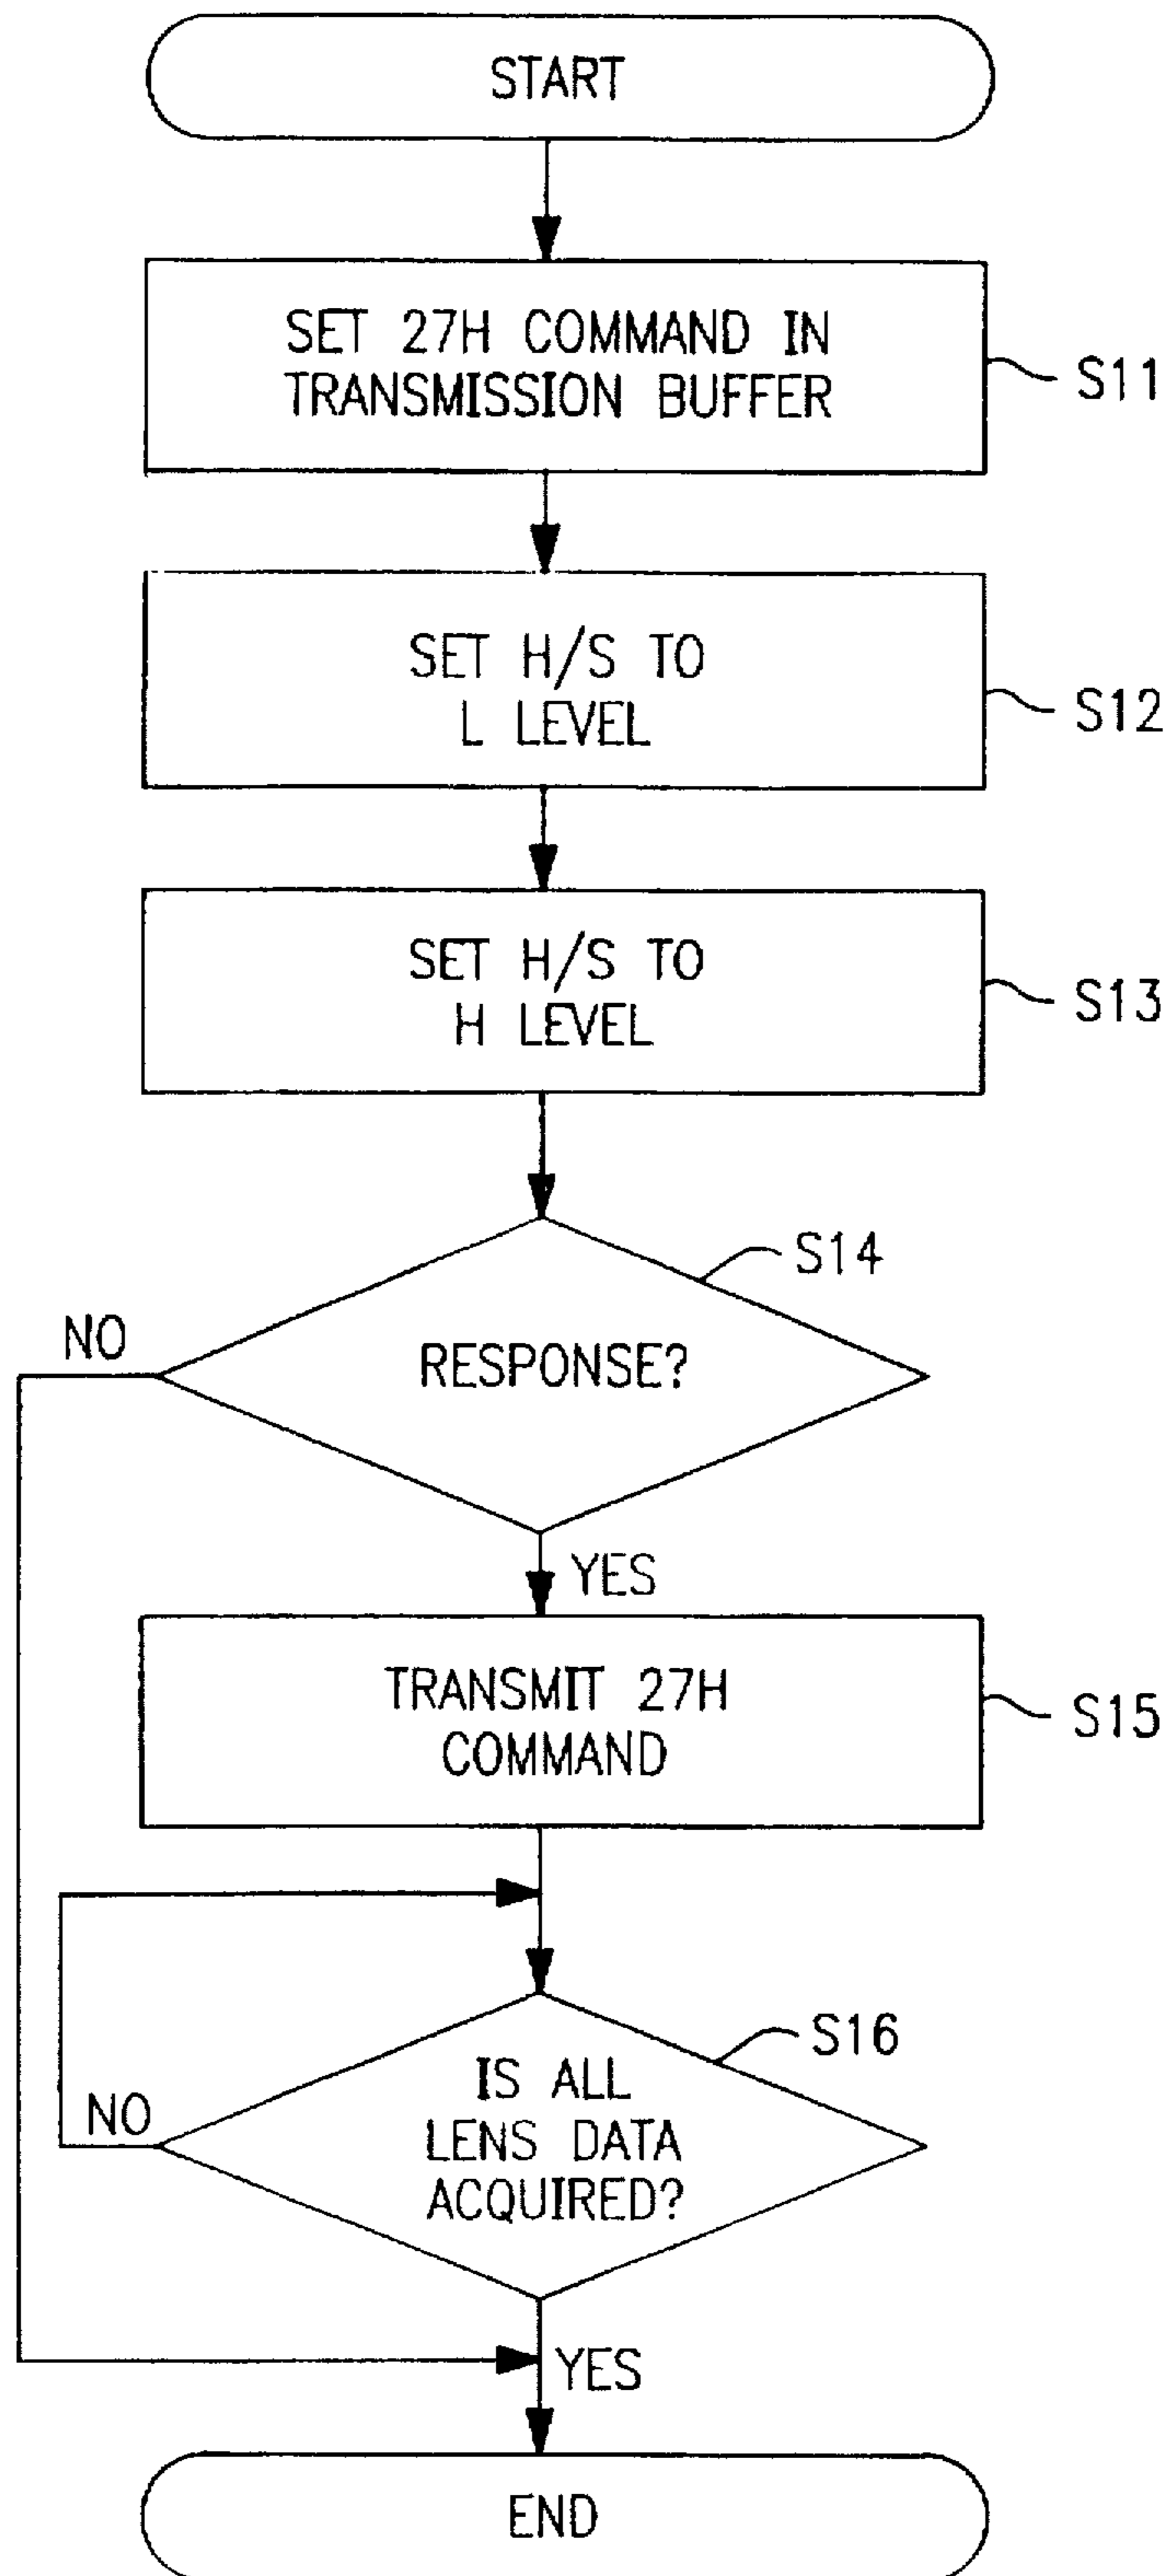 START
SET 27H COMMAND IN
TRANSMISSION BUFFER
S11
SET H/S TO
L LEVEL
S12
SET H/S TO
H LEVEL
S13
S14
NO
RESPONSE?
YES
TRANSMIT 27H
COMMAND
S15
S16
IS ALL
LENS DATA
ACQUIRED?
NO
YES
END